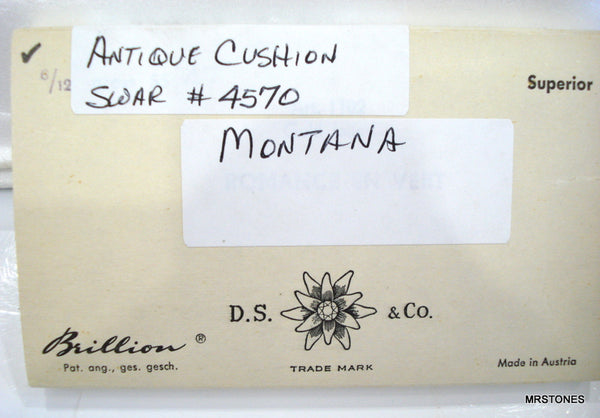 ✓ ANTIQUE CUSHION
6/12 SWAR # 4570
Superior
MONTANA
D.S. & Co.
TRADE MARK
Brillion ®
Pat. ang., ges. gesch.
Made in Austria
MRSTONES